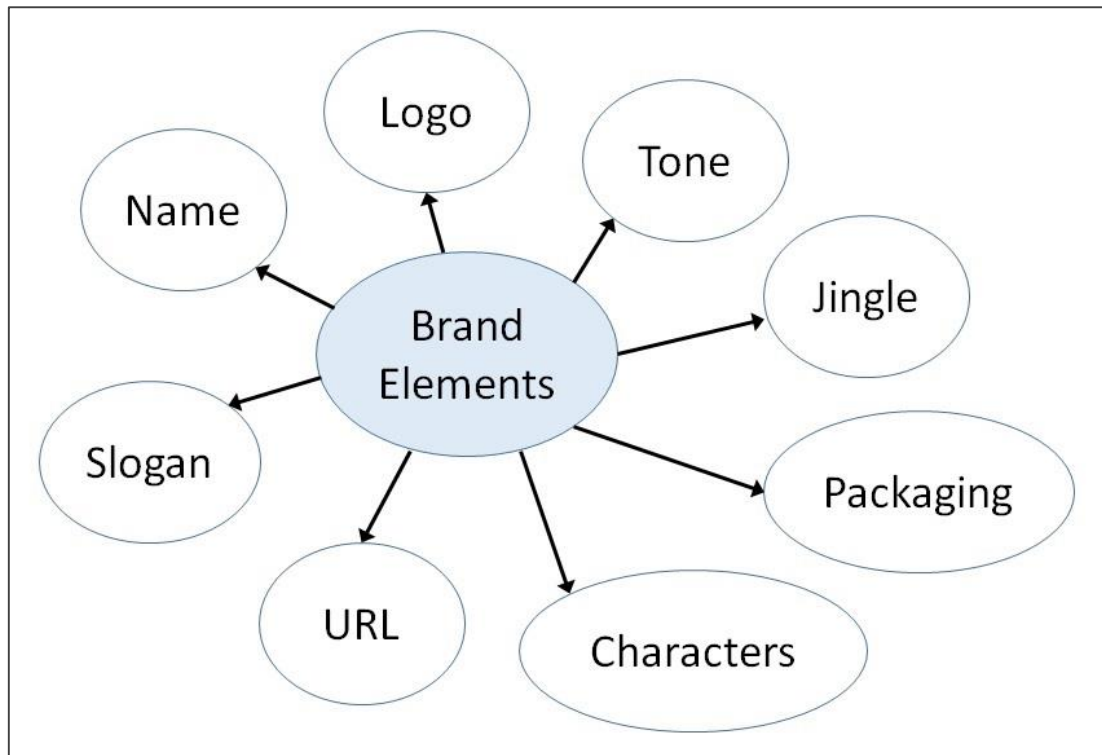 Logo
Tone
Name
Jingle
Brand
Elements
Slogan
Packaging
URL
Characters